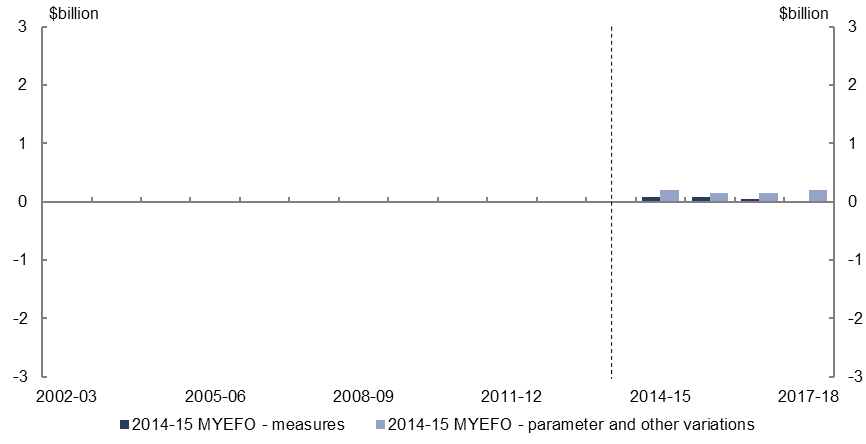 $billion $billion
3 3
2 2
1 1
0 0
-1 -1
-2 -2
-3 -3
2002-03 2005-06 2008-09 2011-12 2014-15 2017-18
2014-15 MYEFO - measures 2014-15 MYEFO - parameter and other variations